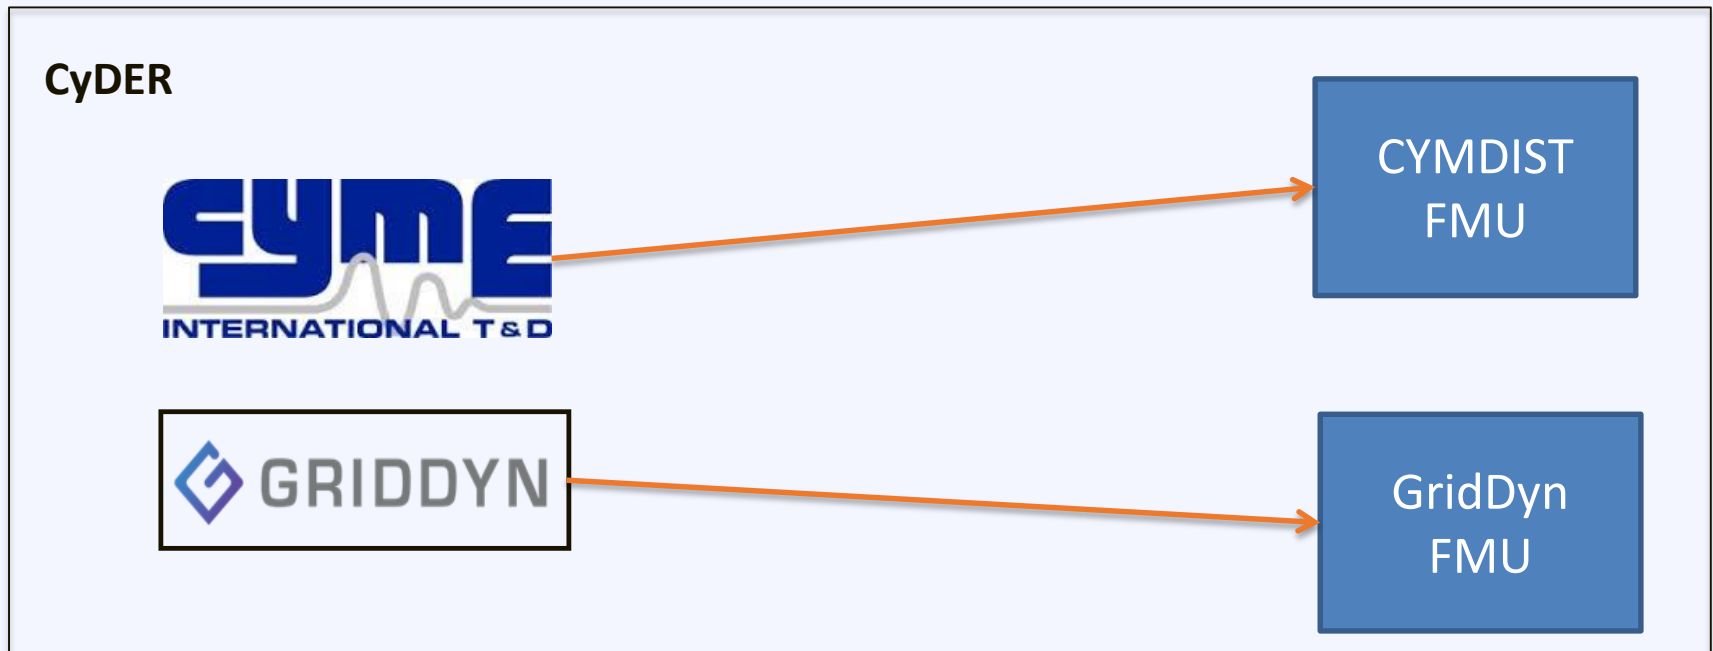 CyDER
CYME
INTERNATIONAL T & D
CYMDIST
FMU
GRIDDYN
GridDyn
FMU